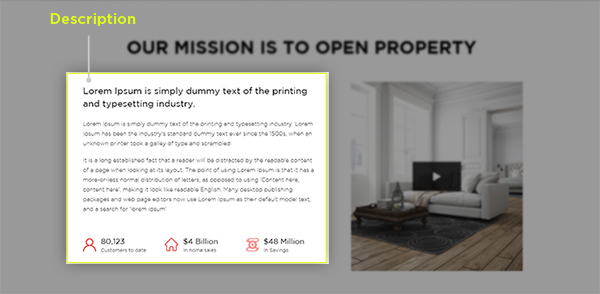 Description
OUR MISSION IS TO OPEN PROPERTY
Lorem Ipsum is simply dummy text of the printing
and typesetting industry.
Lorem Ipsum is simply dummy text of the printing and typesetting industry. Lorem
Ipsum has been the industry's standard dummy text ever since the 1500s, when an
unknown printer took a galley of type and scrambled
It is a long established fact that a reader will be distracted by the readable content
of a page when looking at its layout. The point of using Lorem Ipsum is that it has a
more-or-less normal distribution of letters, as opposed to using 'Content here,
content here', making it look like readable English. Many desktop publishing
packages and web page editors now use Lorem Ipsum as their default model text,
and a search for 'lorem ipsum'
80,123
Customers to date
$4 Billion
in home sales
$48 Million
in Savings